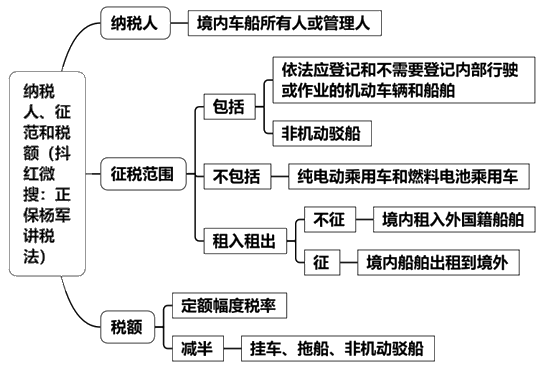 纳税人
境内车船所有人或管理人
纳税
人、征
范和税
额（抖
红微
搜：正
保杨军
讲税
法）
征税范围
包括
依法应登记和不需要登记内部行驶
或作业的机动车辆和船舶
非机动驳船
不包括
纯电动乘用车和燃料电池乘用车
租入租出
不征
境内租入外国籍船舶
征
境内船舶出租到境外
税额
定额幅度税率
减半
挂车、拖船、非机动驳船